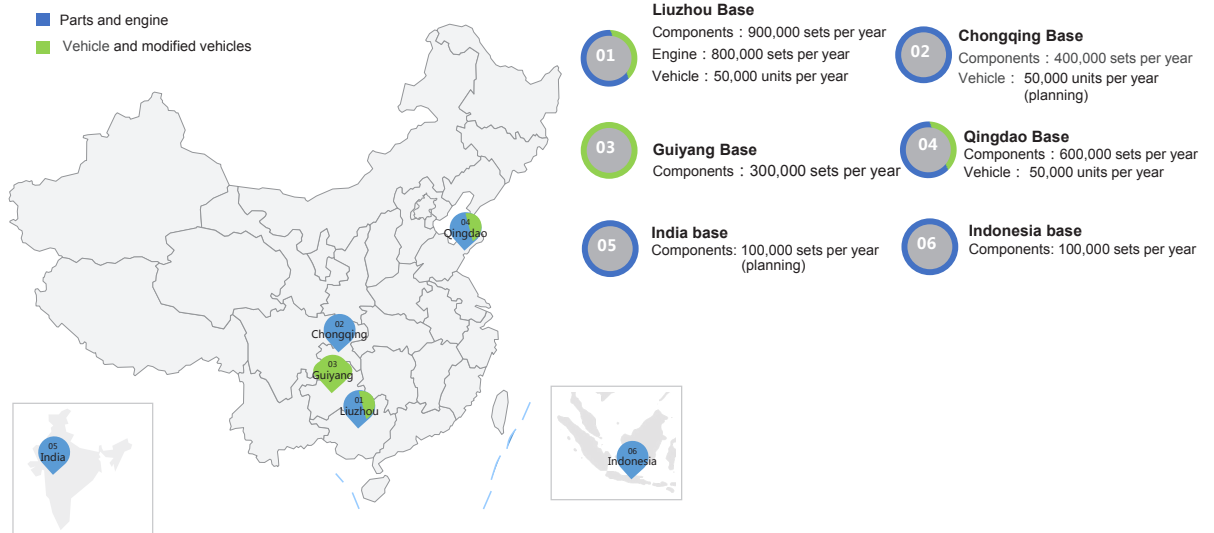 Parts and engine
Vehicle and modified vehicles
01
Liuzhou Base
Components：900,000 sets per year
Engine：800,000 sets per year
Vehicle：50,000 units per year
02
Chongqing Base
Components：400,000 sets per year
Vehicle： 50,000 units per year
(planning)
03
Guiyang Base
Components：300,000 sets per year
04
Qingdao Base
Components：600,000 sets per year
Vehicle： 50,000 units per year
05
India base
Components: 100,000 sets per year
(planning)
06
Indonesia base
Components: 100,000 sets per year
04
Qingdao
02
Chongqing
03
Guiyang
01
Liuzhou
05
India
06
Indonesia